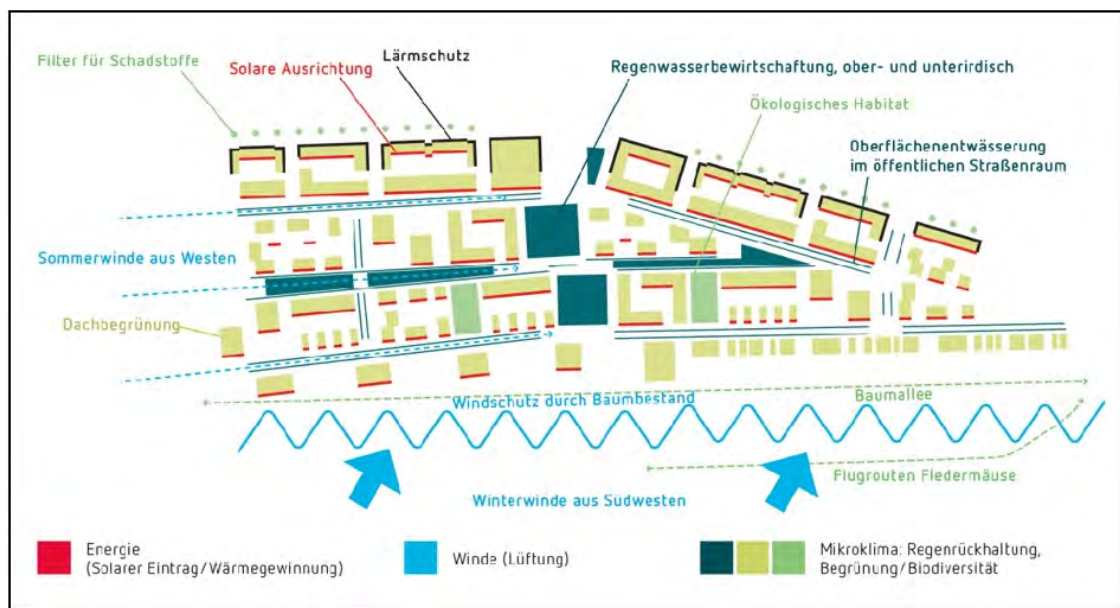 Filter für Schadstoffe
Solare Ausrichtung
Lärmschutz
Regenwasserbewirtschaftung, ober- und unterirdisch
Ökologisches Habitat
Oberflächenentwässerung
im öffentlichen Straßenraum
Sommerwinde aus Westen
Dachbegrünung
Windschutz durch Baumbestand
Baumallee
Flugrouten Fledermäuse
Winterwinde aus Südwesten
Energie
(Solarer Eintrag/Wärmegewinnung)
Winde (Lüftung)
Mikroklima: Regenrückhaltung,
Begrünung/Biodiversität